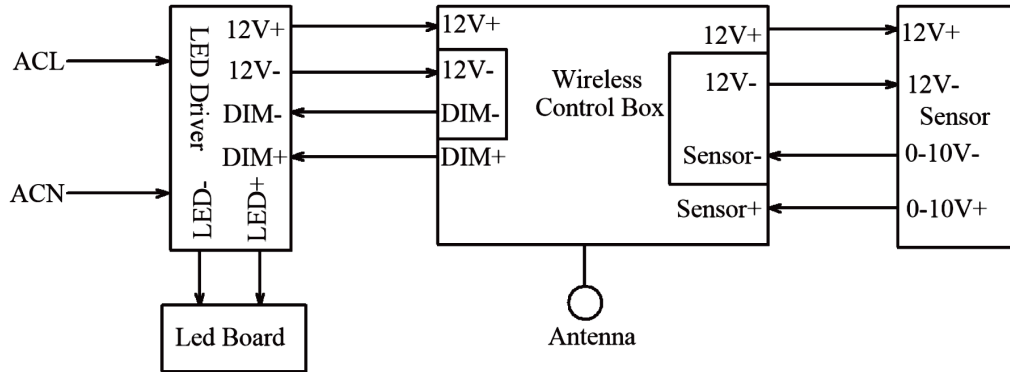 ACL
ACN
LED Driver
12V+
12V-
DIM-
DIM+
LED-
LED+
Led Board
12V+
12V-
DIM-
DIM+
Wireless
Control Box
12V+
12V-
Sensor-
Sensor+
Antenna
12V+
12V-
Sensor
0-10V-
0-10V+